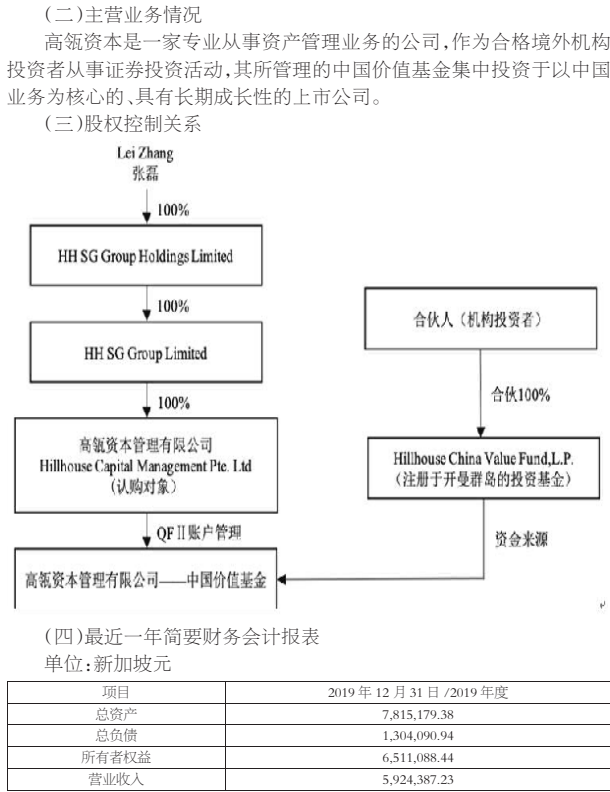 （二）主营业务情况
高瓴资本是一家专业从事资产管理业务的公司，作为合格境外机构
投资者从事证券投资活动，其所管理的中国价值基金集中投资于以中国
业务为核心的、具有长期成长性的上市公司。
（三）股权控制关系
Lei Zhang
张磊
100%
HH SG Group Holdings Limited
100%
HH SG Group Limited
100%
高瓴资本管理有限公司
Hillhouse Capital Management Pte. Ltd
（认购对象）
QFⅡ账户管理
高瓴资本管理有限公司——中国价值基金
合伙人（机构投资者）
合伙100%
Hillhouse China Value Fund,L.P.
（注册于开曼群岛的投资基金）
资金来源
（四）最近一年简要财务会计报表
单位：新加坡元
项目 2019 年 12 月 31 日 /2019 年度
总资产 7,815,179.38
总负债 1,304,090.94
所有者权益 6,511,088.44
营业收入 5,924,387.23